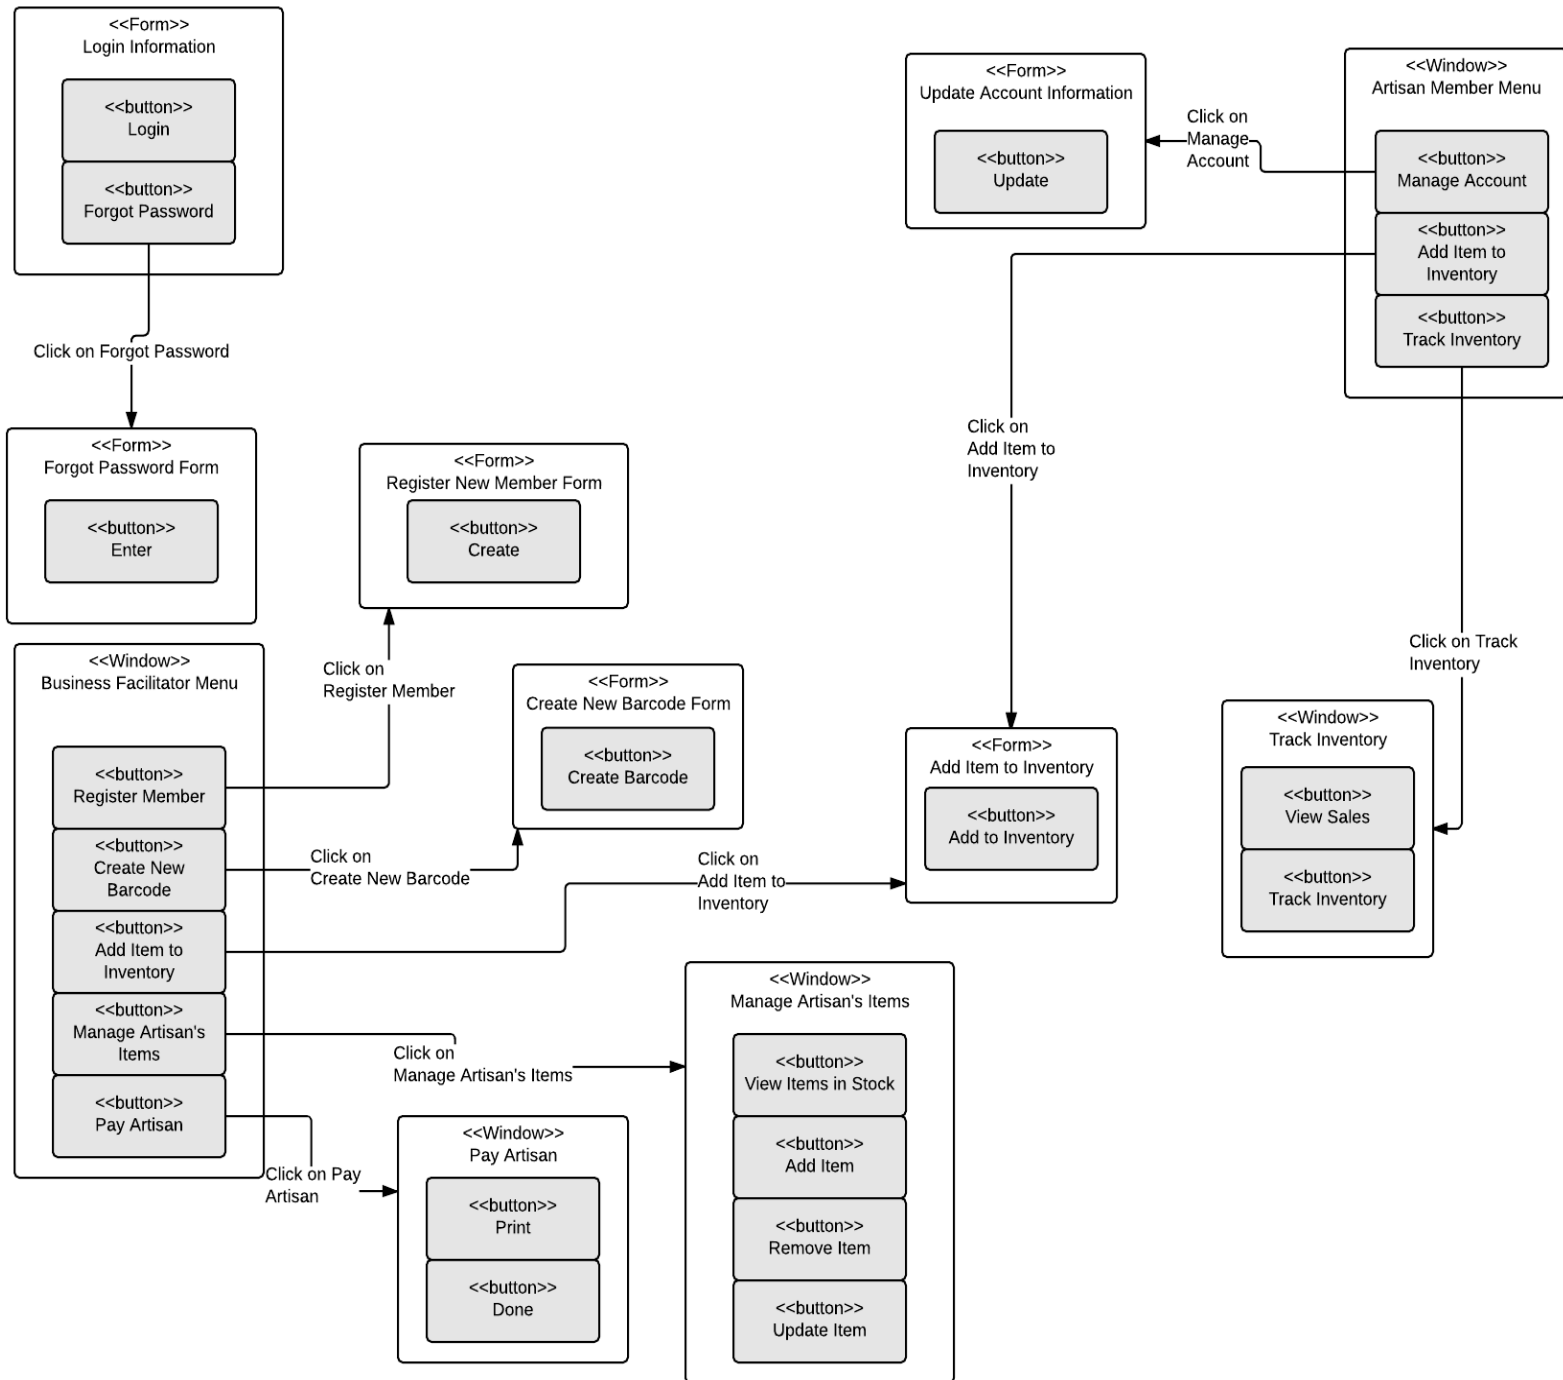 <<Form>>
Login Information
<<button>>
Login
<<button>>
Forgot Password
Click on Forgot Password
<<Form>>
Forgot Password Form
<<button>>
Enter
<<Form>>
Update Account Information
<<button>>
Update
Click on
Manage
Account
<<Window>>
Artisan Member Menu
<<button>>
Manage Account
<<button>>
Add Item to
Inventory
<<button>>
Track Inventory
Click on
Add Item to
Inventory
Click on Track
Inventory
<<Form>>
Register New Member Form
<<button>>
Create
Click on
Register Member
<<Window>>
Business Facilitator Menu
<<button>>
Register Member
<<button>>
Create New
Barcode
<<button>>
Add Item to
Inventory
<<button>>
Manage Artisan's
Items
<<button>>
Pay Artisan
<<Form>>
Create New Barcode Form
<<button>>
Create Barcode
Click on
Create New Barcode
Click on
Add Item to
Inventory
<<Form>>
Add Item to Inventory
<<button>>
Add to Inventory
<<Window>>
Track Inventory
<<button>>
View Sales
<<button>>
Track Inventory
Click on
Manage Artisan's Items
<<Window>>
Manage Artisan's Items
<<button>>
View Items in Stock
<<button>>
Add Item
<<button>>
Remove Item
<<button>>
Update Item
Click on Pay
Artisan
<<Window>>
Pay Artisan
<<button>>
Print
<<button>>
Done